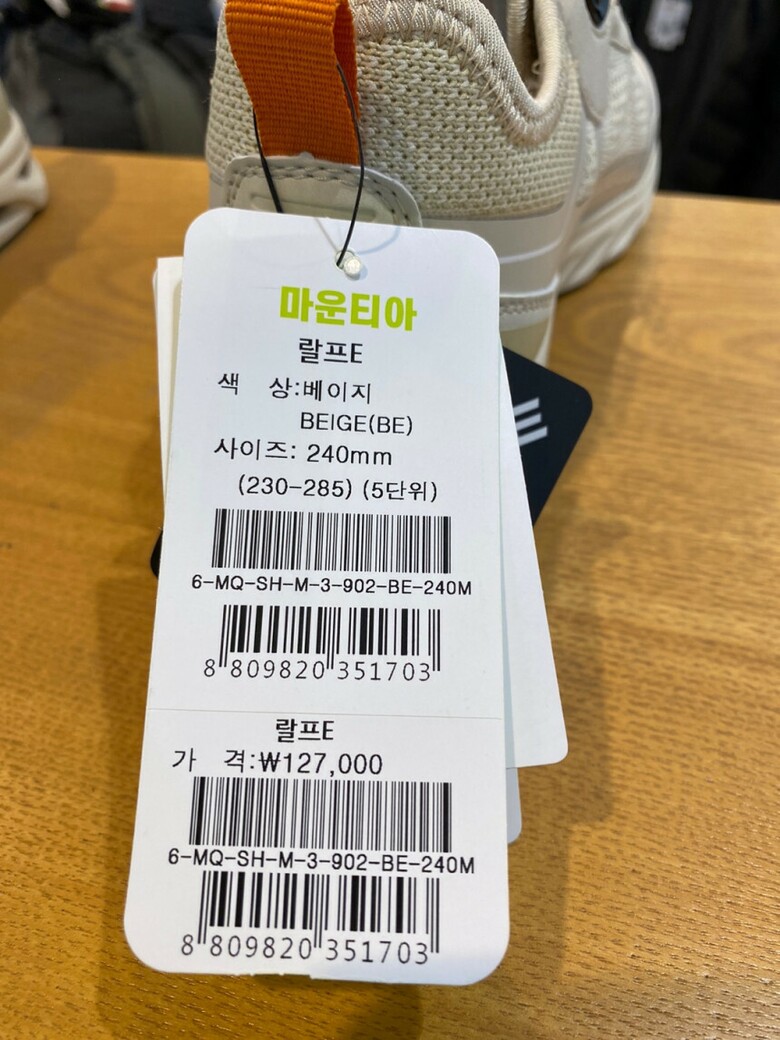 마운티아
랄프E
색 상:베이지
BEIGE(BE)
사이즈: 240mm
(230-285) (5단위)
6-MQ-SH-M-3-902-BE-240M
8 809820 351703
랄프E
가 격:₩127,000
6-MQ-SH-M-3-902-BE-240M
8 809820 351703